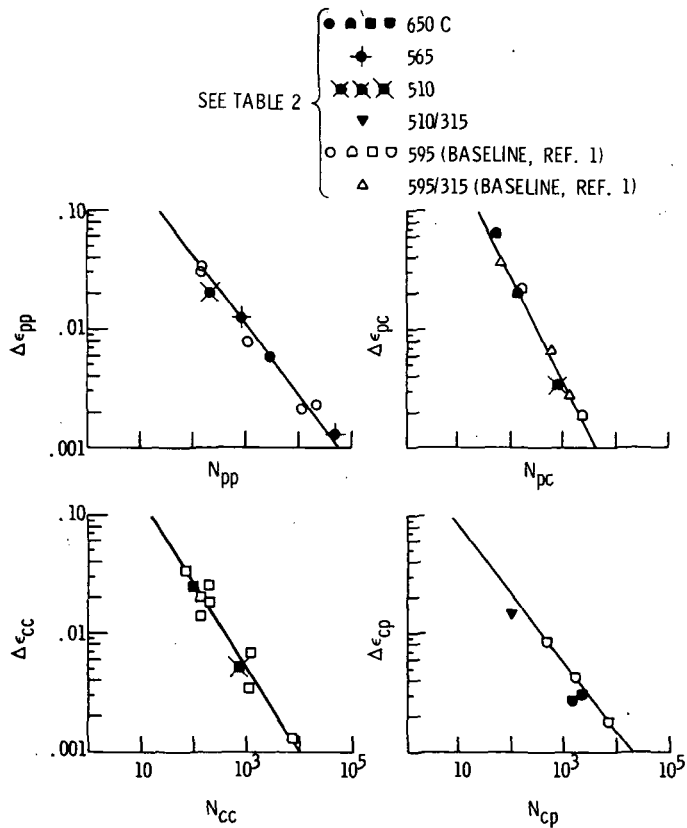 650 C
565
SEE TABLE 2
510
510/315
595 (BASELINE, REF. 1)
595/315 (BASELINE, REF. 1)
.10
.01
.001
Δϵpp
Npp
Δϵpc
Npc
.10
.01
.001
Δϵcc
10 10³ 10⁵
Ncc
Δϵcp
10 10³ 10⁵
Ncp